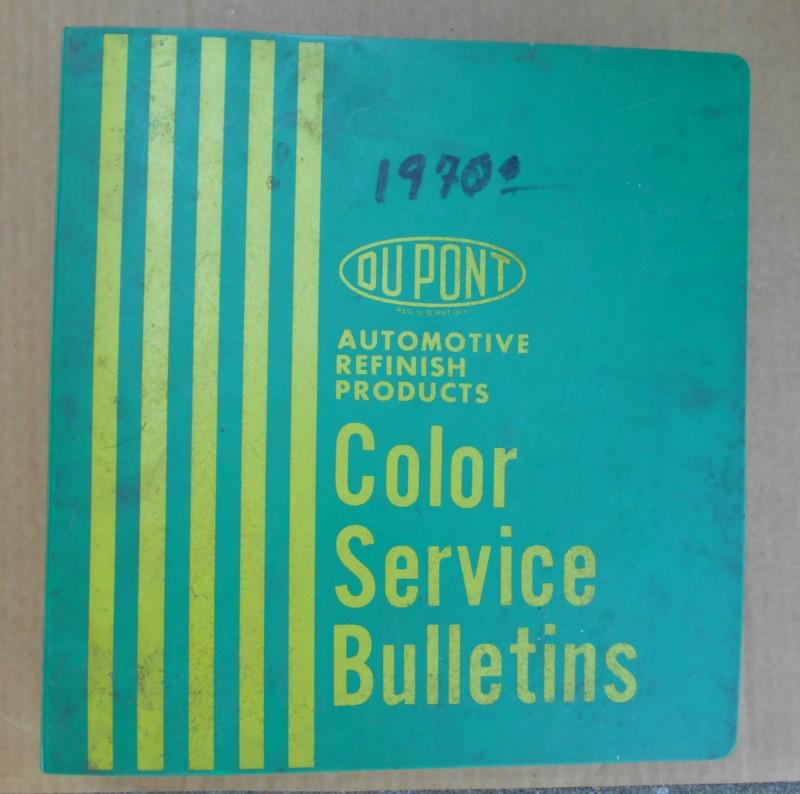 1970
DU PONT
REG. U.S. PAT. OFF.
AUTOMOTIVE
REFINISH
PRODUCTS
Color
Service
Bulletins